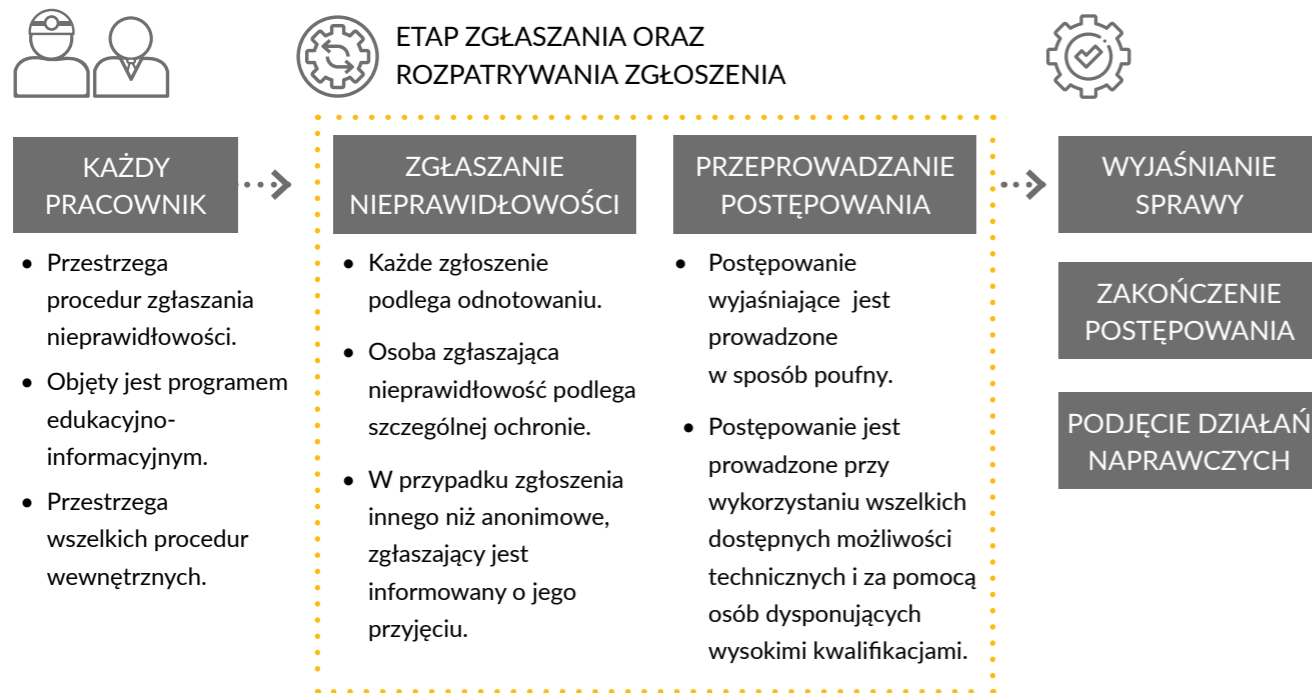 ETAP ZGŁASZANIA ORAZ
ROZPATRYWANIA ZGŁOSZENIA
KAŻDY
PRACOWNIK
• Przestrzega
procedur zgłaszania
nieprawidłowości.
• Objęty jest programem
edukacyjno-
informacyjnym.
• Przestrzega
wszelkich procedur
wewnętrznych.
ZGŁASZANIE
NIEPRAWIDŁOWOŚCI
• Każde zgłoszenie
podlega odnotowaniu.
• Osoba zgłaszająca
nieprawidłowość podlega
szczególnej ochronie.
• W przypadku zgłoszenia
innego niż anonimowe,
zgłaszający jest
informowany o jego
przyjęciu.
PRZEPROWADZANIE
POSTĘPOWANIA
• Postępowanie
wyjaśniające jest
prowadzone
w sposób poufny.
• Postępowanie jest
prowadzone przy
wykorzystaniu wszelkich
dostępnych możliwości
technicznych i za pomocą
osób dysponujących
wysokimi kwalifikacjami.
WYJAŚNIANIE
SPRAWY
ZAKOŃCZENIE
POSTĘPOWANIA
PODJĘCIE DZIAŁAŃ
NAPRAWCZYCH